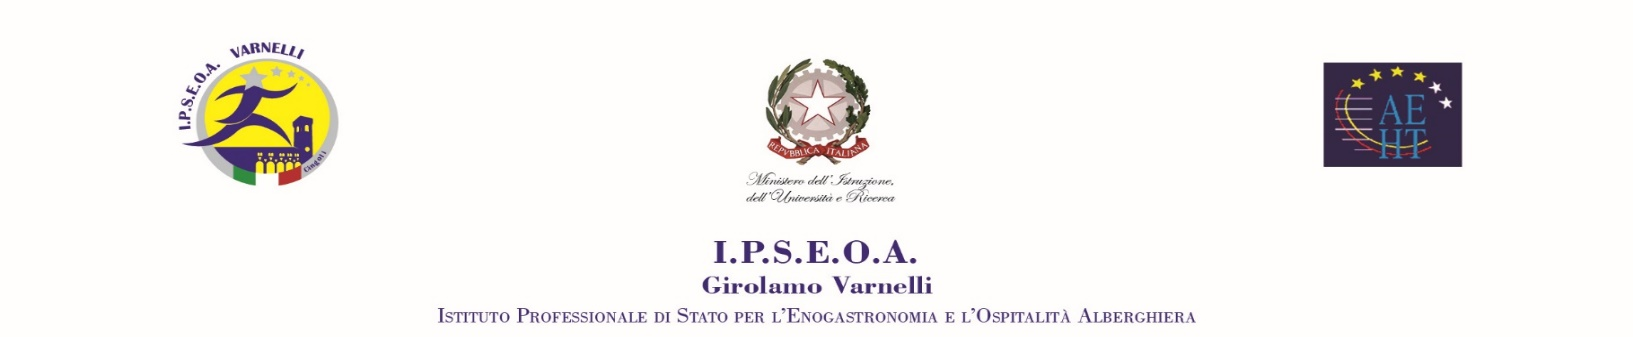 I.P.S.E.O.A. VARNELLI
Cingoli
REPVBBLICA ITALIANA
Ministero dell'Istruzione,
dell'Università e Ricerca
AE
HT
I.P.S.E.O.A.
Girolamo Varnelli
Istituto Professionale di Stato per l'Enogastronomia e l'Ospitalità Alberghiera